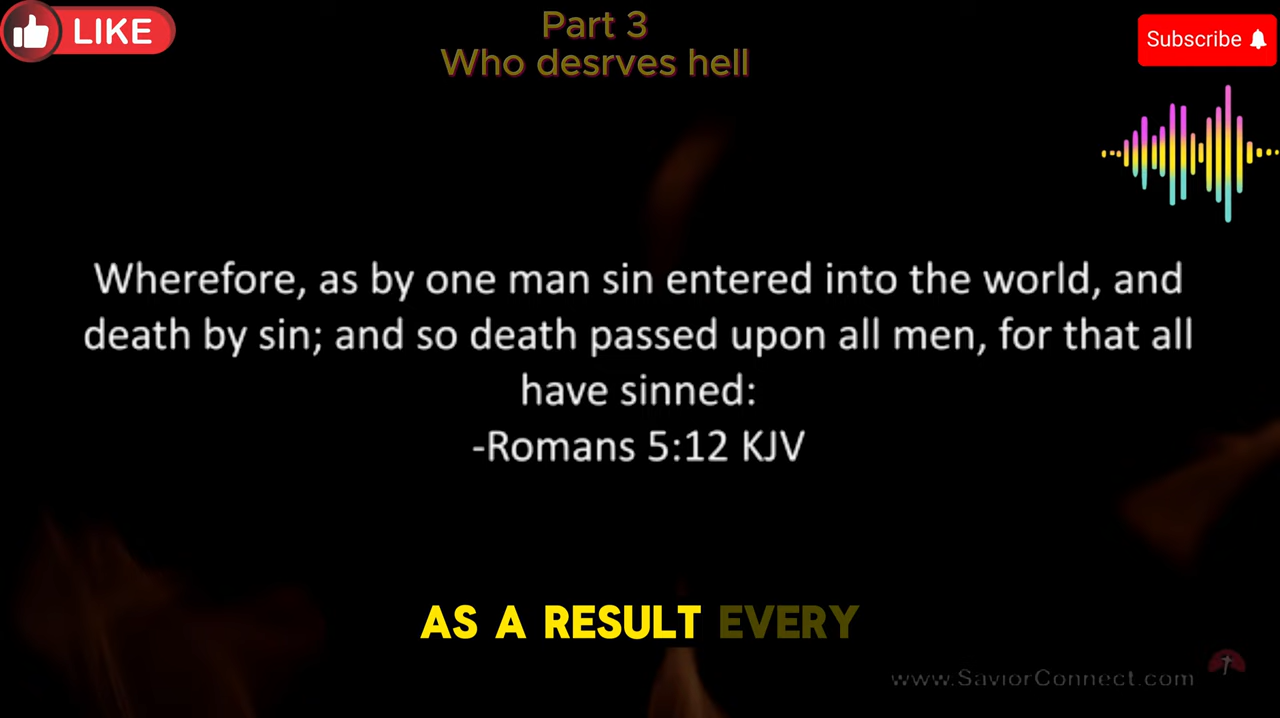 LIKE
Part 3
Who desrves hell
Subscribe
Wherefore, as by one man sin entered into the world, and
death by sin; and so death passed upon all men, for that all
have sinned:
-Romans 5:12 KJV
AS A RESULT EVERY
www.SaviorConnect.com